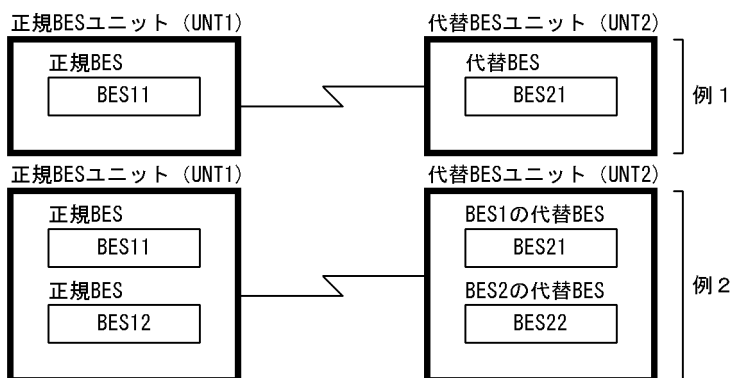 正規BESユニット（UNT1） 代替BESユニット（UNT2）
正規BES 代替BES
BES11 BES21 例1
正規BESユニット（UNT1） 代替BESユニット（UNT2）
正規BES BES1の代替BES
BES11 BES21
例2
正規BES BES2の代替BES
BES12 BES22